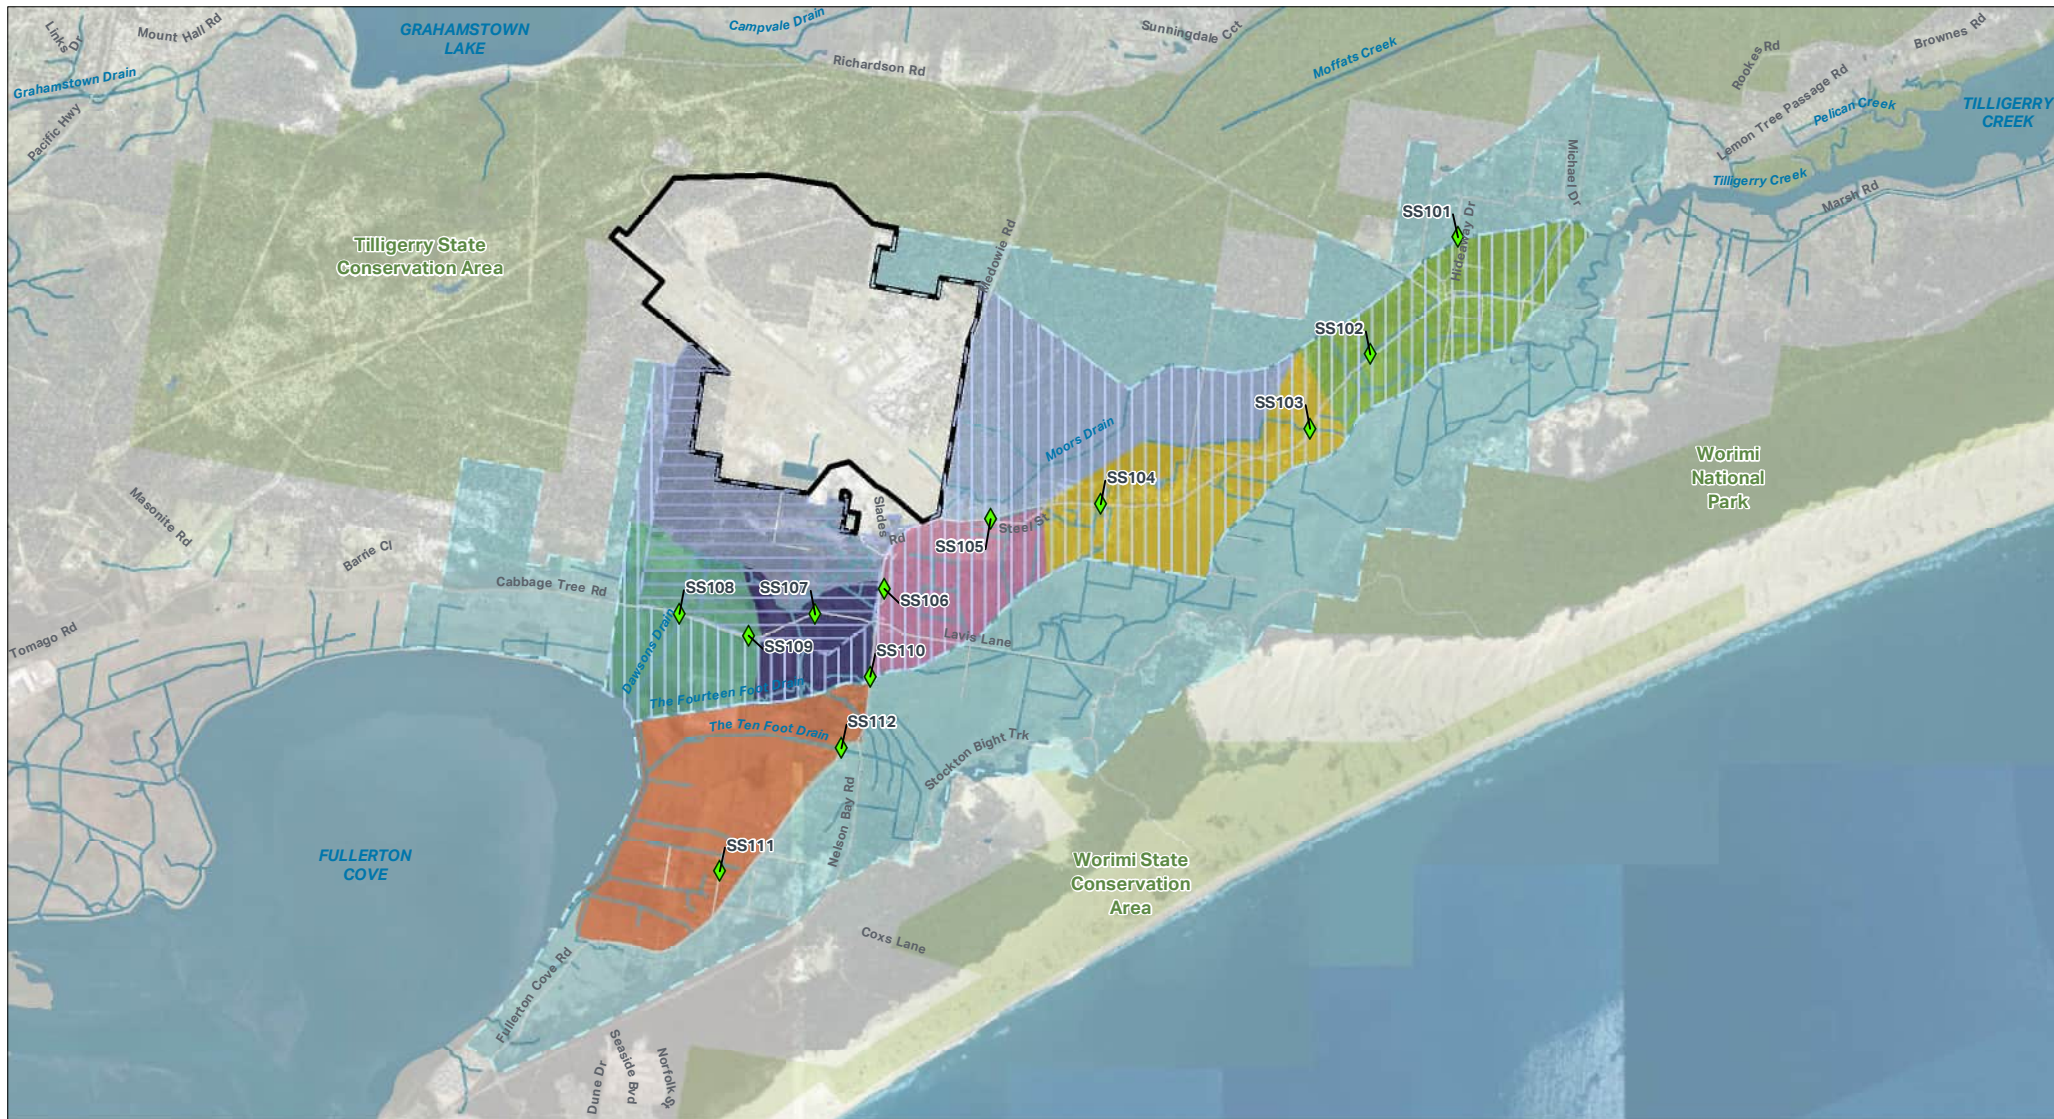 Links
Dr
Mount Hall Rd
GRAHAMSTOWN
LAKE
Campvale Drain
Sunningdale Cct
Richardson Rd
Moffats Creek
Rookes Rd
Brownes Rd
Grahamstown Drain
Pacific Hwy
Lemon Tree Passage Rd
Pelican Creek
TILLIGERRY
CREEK
Michael Dr
Tilligerry Creek
Marsh Rd
SS101
Hideaway Dr
Tilligerry State
Conservation Area
Medowie Rd
SS102
SS103
Moors Drain
Worimi
National
Park
SS104
Masonite Rd
Slades
Rd
Steel St
SS105
Barrie Cl
Cabbage Tree Rd
SS108
SS107
SS106
Tomago Rd
Dawsons Drain
SS109
Lavis Lane
SS110
The Fourteen Foot Drain
The Ten Foot Drain
SS112
Stockton Bight Trk
Nelson Bay Rd
SS111
FULLERTON
COVE
Worimi State
Conservation
Area
Coxs Lane
Fullerton Cove Rd
Seaside Bvd
Norfolk St
Dune Dr